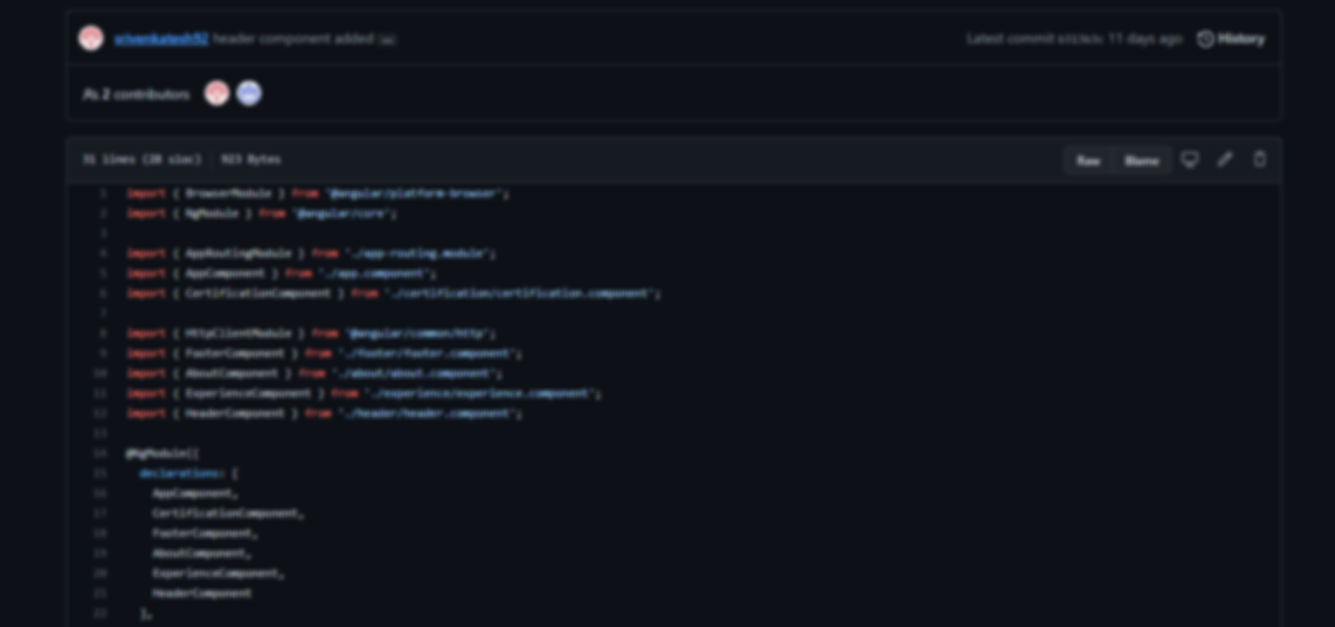 srivenkatesh92 header component added ...
Latest commit 11 days ago History
2 contributors
31 lines (28 sloc) 923 Bytes
Raw Blame
1 import { BrowserModule } from '@angular/platform-browser';
2 import { NgModule } from '@angular/core';
3
4 import { AppRoutingModule } from './app-routing.module';
5 import { AppComponent } from './app.component';
6 import { CertificationComponent } from './certification/certification.component';
7
8 import { HttpClientModule } from '@angular/common/http';
9 import { FooterComponent } from './footer/footer.component';
10 import { AboutComponent } from './about/about.component';
11 import { ExperienceComponent } from './experience/experience.component';
12 import { HeaderComponent } from './header/header.component';
13
14 @NgModule({
15 declarations: [
16 AppComponent,
17 CertificationComponent,
18 FooterComponent,
19 AboutComponent,
20 ExperienceComponent,
21 HeaderComponent
22 ],